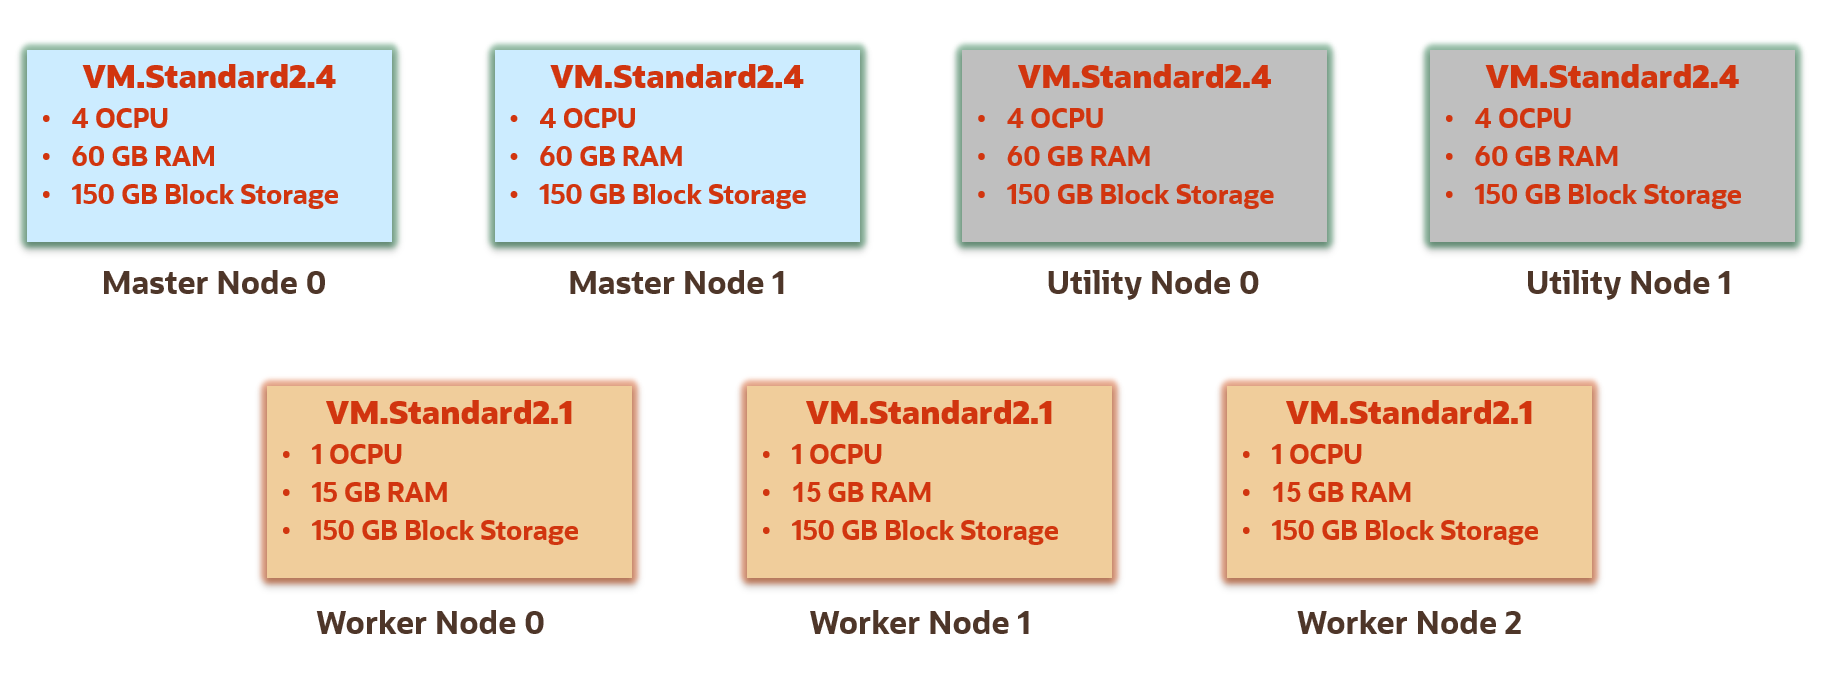 VM.Standard2.4
• 4 OCPU
• 60 GB RAM
• 150 GB Block Storage
Master Node 0
VM.Standard2.4
• 4 OCPU
• 60 GB RAM
• 150 GB Block Storage
Master Node 1
VM.Standard2.4
• 4 OCPU
• 60 GB RAM
• 150 GB Block Storage
Utility Node 0
VM.Standard2.4
• 4 OCPU
• 60 GB RAM
• 150 GB Block Storage
Utility Node 1
VM.Standard2.1
• 1 OCPU
• 15 GB RAM
• 150 GB Block Storage
Worker Node 0
VM.Standard2.1
• 1 OCPU
• 15 GB RAM
• 150 GB Block Storage
Worker Node 1
VM.Standard2.1
• 1 OCPU
• 15 GB RAM
• 150 GB Block Storage
Worker Node 2